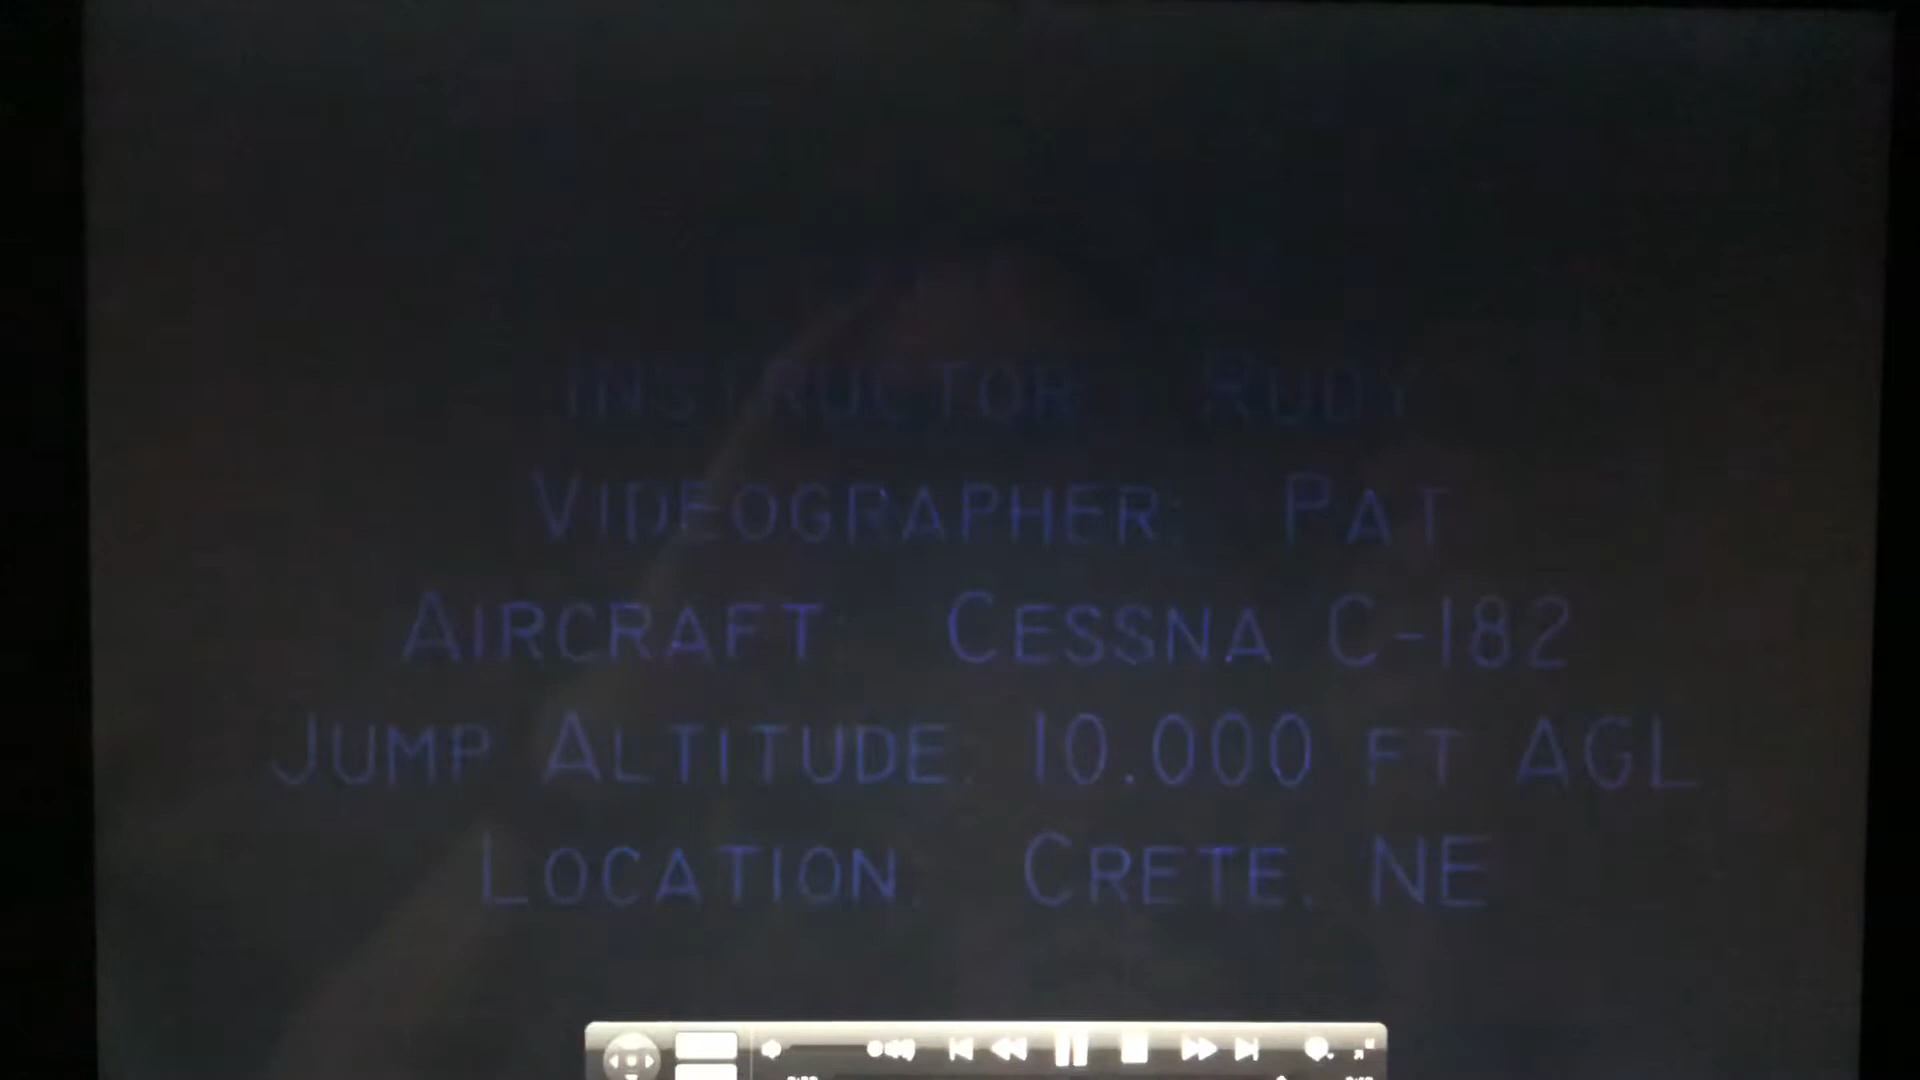 INSTRUCTOR RUDY
VIDEOGRAPHER: PAT
AIRCRAFT: CESSNA C-182
JUMP ALTITUDE: 10,000 FT AGL
LOCATION: CRETE, NE